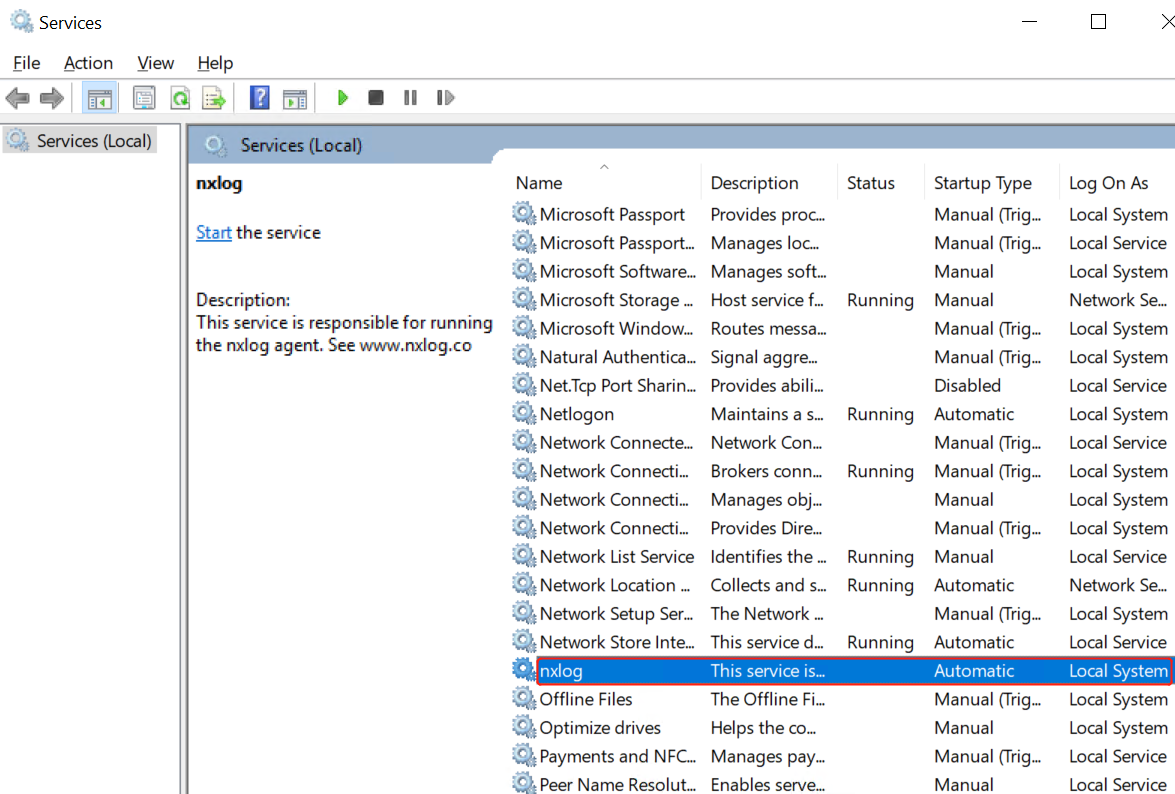 Services
File Action View Help
Services (Local)
Services (Local)
nxlog
Start the service
Description:
This service is responsible for running
the nxlog agent. See www.nxlog.co
Name Description Status Startup Type Log On As
Microsoft Passport Provides proc... Manual (Trig... Local System
Microsoft Passport... Manages loc... Manual (Trig... Local Service
Microsoft Software... Manages soft... Manual Local System
Microsoft Storage ... Host service f... Running Manual Network Se...
Microsoft Window... Routes messa... Manual (Trig... Local System
Natural Authentica... Signal aggre... Manual (Trig... Local System
Net.Tcp Port Sharin... Provides abili... Disabled Local Service
Netlogon Maintains a s... Running Automatic Local System
Network Connecte... Network Con... Manual (Trig... Local Service
Network Connecti... Brokers conn... Running Manual (Trig... Local System
Network Connecti... Manages obj... Manual Local System
Network Connecti... Provides Dire... Manual (Trig... Local System
Network List Service Identifies the ... Running Manual Local Service
Network Location ... Collects and s... Running Automatic Network Se...
Network Setup Ser... The Network ... Manual (Trig... Local System
Network Store Inte... This service d... Running Automatic Local Service
nxlog This service is... Automatic Local System
Offline Files The Offline Fi... Manual (Trig... Local System
Optimize drives Helps the co... Manual Local System
Payments and NFC... Manages pay... Manual (Trig... Local Service
Peer Name Resolut... Enables serve... Manual Local Service